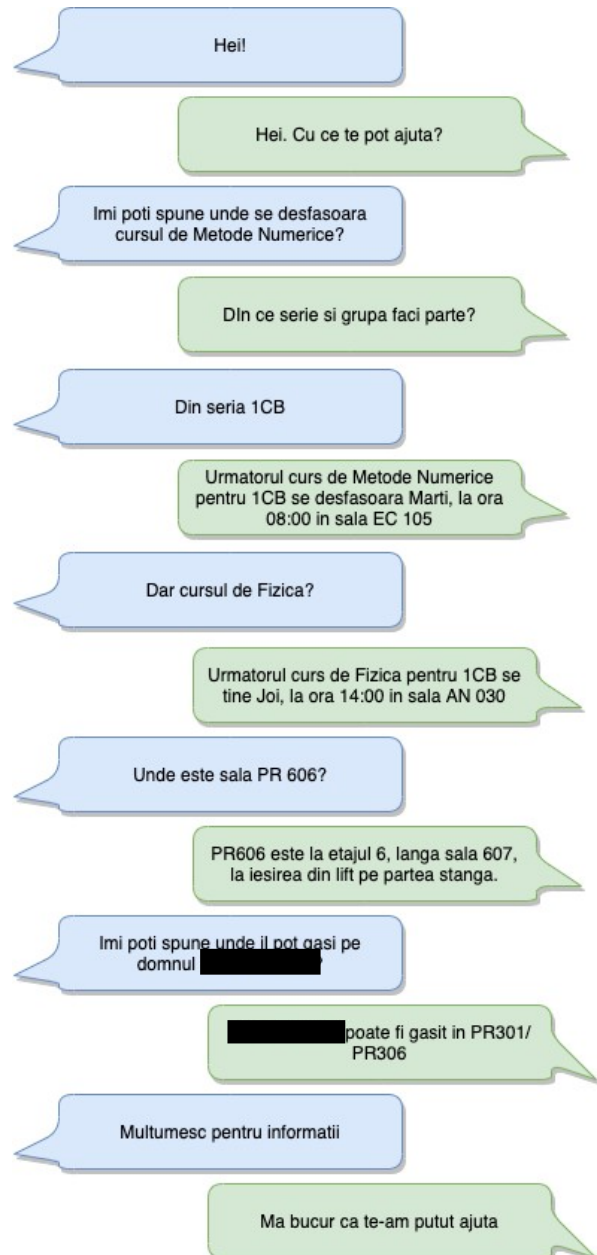 Hei!
Hei. Cu ce te pot ajuta?
Imi poti spune unde se desfasoara
cursul de Metode Numerice?
DIn ce serie si grupa faci parte?
Din seria 1CB
Urmatorul curs de Metode Numerice
pentru 1CB se desfasoara Marti, la ora
08:00 in sala EC 105
Dar cursul de Fizica?
Urmatorul curs de Fizica pentru 1CB se
tine Joi, la ora 14:00 in sala AN 030
Unde este sala PR 606?
PR606 este la etajul 6, langa sala 607,
la iesirea din lift pe partea stanga.
Imi poti spune unde il pot gasi pe
domnul ?
poate fi gasit in PR301/
PR306
Multumesc pentru informatii
Ma bucur ca te-am putut ajuta